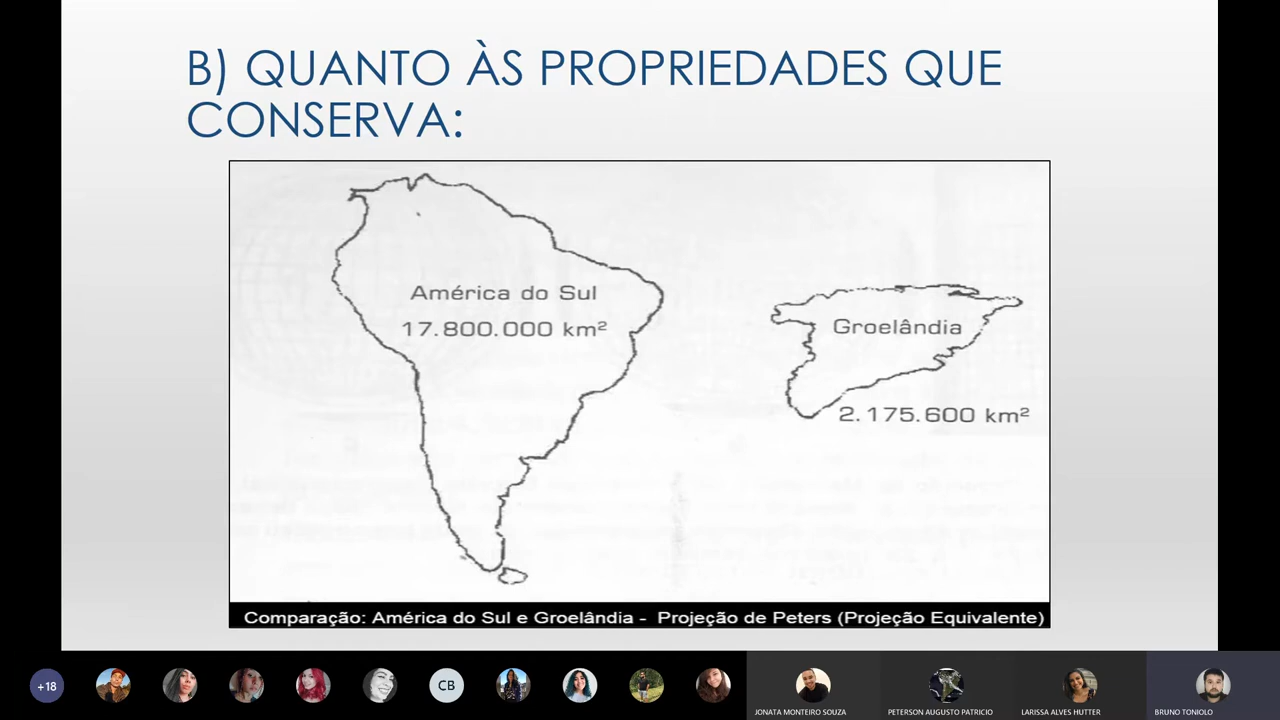 B) QUANTO ÀS PROPRIEDADES QUE
CONSERVA:
América do Sul
17.800.000 km²
Groelândia
2.175.600 km²
Comparação: América do Sul e Groelândia - Projeção de Peters (Projeção Equivalente)
+18
CB
JONATA MONTEIRO SOUZA
PETERSON AUGUSTO PATRICIO
LARISSA ALVES HUTTER
BRUNO TONIOLO